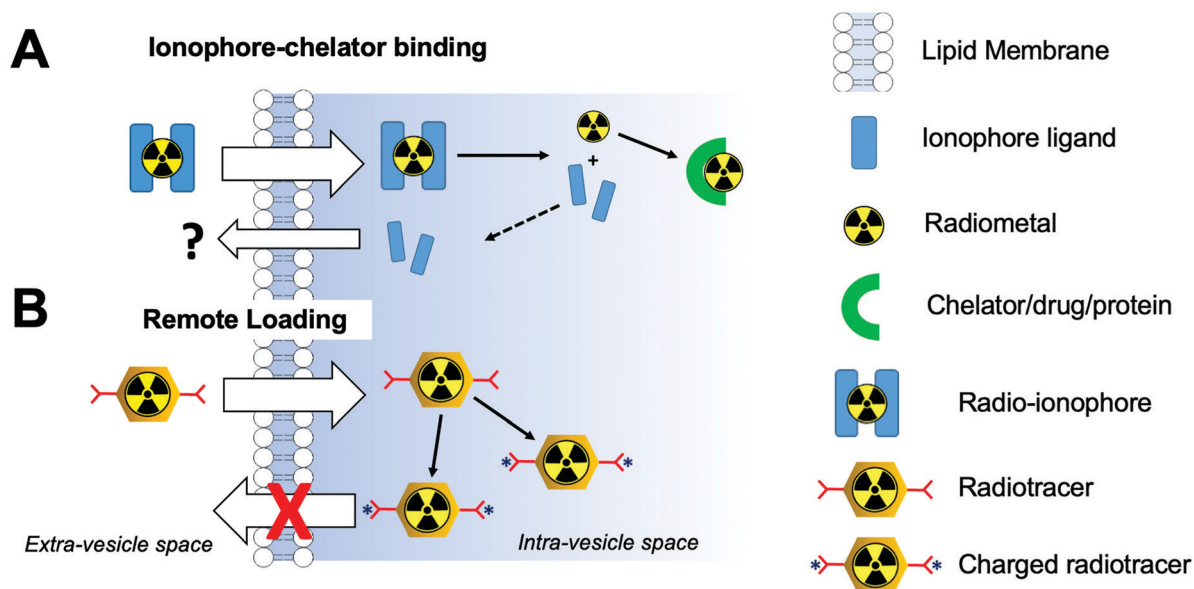 A
Ionophore-chelator binding
+
?
B
Remote Loading
X
Extra-vesicle space
Intra-vesicle space
*
*
*
*
Lipid Membrane
Ionophore ligand
Radiometal
Chelator/drug/protein
Radio-ionophore
Radiotracer
*
*
Charged radiotracer